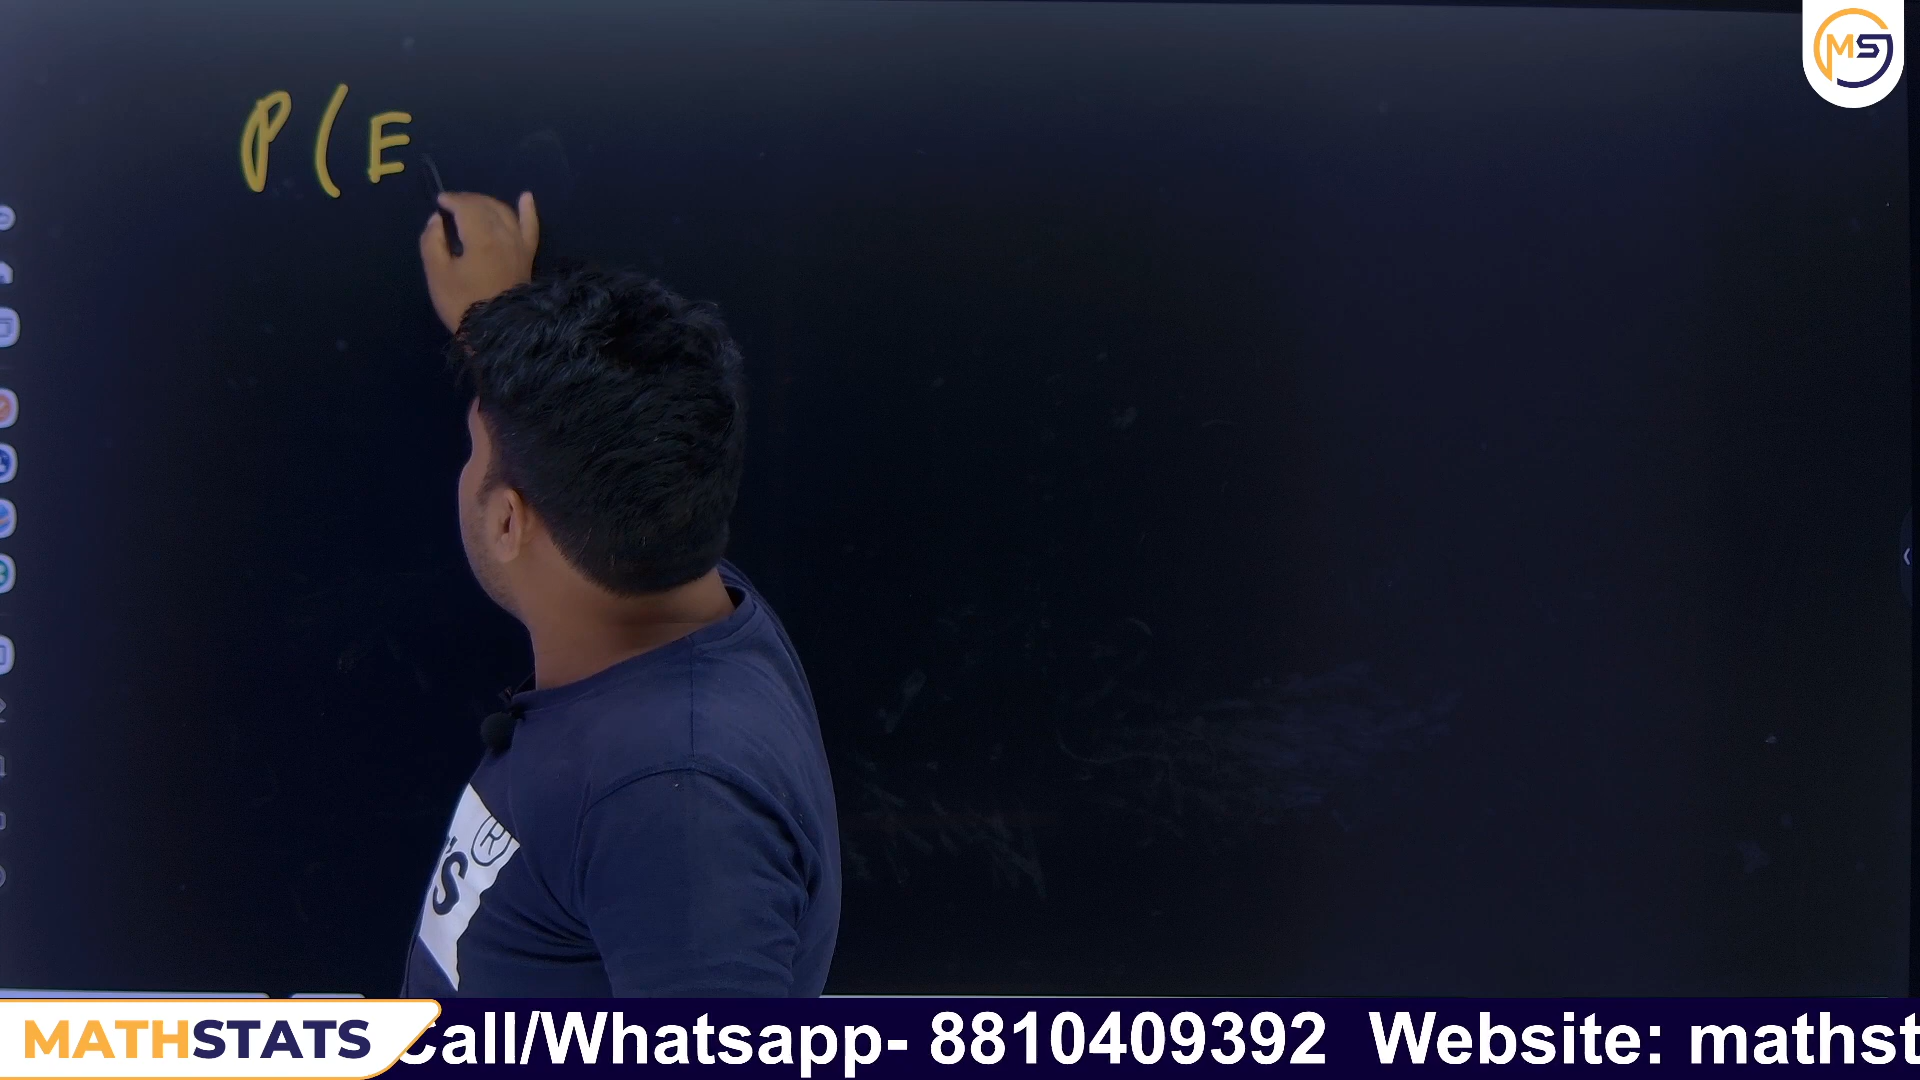 MS
P(E
's®
MATHSTATS
Call/Whatsapp- 8810409392 Website: mathst